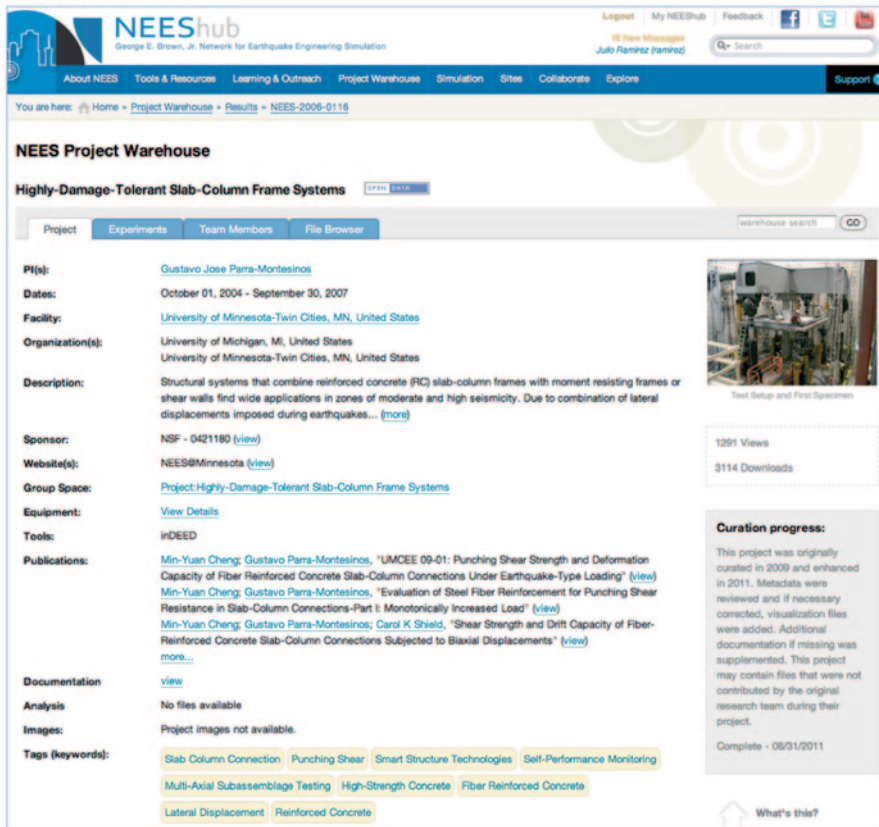 NEEShub
George E. Brown, Jr. Network for Earthquake Engineering Simulation
Logout My NEEShub Feedback
16 New Messages
Julio Ramirez (ramirez)
Search
About NEES Tools & Resources Learning & Outreach Project Warehouse Simulation Sites Collaborate Explore Support
You are here: Home » Project Warehouse » Results » NEES-2006-0116
NEES Project Warehouse
Highly-Damage-Tolerant Slab-Column Frame Systems OPEN DATA
Project Experiments Team Members File Browser
warehouse search GO
PI(s): Gustavo Jose Parra-Montesinos
Dates: October 01, 2004 - September 30, 2007
Facility: University of Minnesota-Twin Cities, MN, United States
Organization(s): University of Michigan, MI, United States
University of Minnesota-Twin Cities, MN, United States
Description: Structural systems that combine reinforced concrete (RC) slab-column frames with moment resisting frames or
shear walls find wide applications in zones of moderate and high seismicity. Due to combination of lateral
displacements imposed during earthquakes... (more)
Sponsor: NSF - 0421180 (view)
Website(s): NEES@Minnesota (view)
Group Space: Project:Highly-Damage-Tolerant Slab-Column Frame Systems
Equipment: View Details
Tools: inDEED
Publications: Min-Yuan Cheng; Gustavo Parra-Montesinos, "UMCEE 09-01: Punching Shear Strength and Deformation
Capacity of Fiber Reinforced Concrete Slab-Column Connections Under Earthquake-Type Loading" (view)
Min-Yuan Cheng; Gustavo Parra-Montesinos, "Evaluation of Steel Fiber Reinforcement for Punching Shear
Resistance in Slab-Column Connections-Part I: Monotonically Increased Load" (view)
Min-Yuan Cheng; Gustavo Parra-Montesinos; Carol K Shield, "Shear Strength and Drift Capacity of Fiber-
Reinforced Concrete Slab-Column Connections Subjected to Biaxial Displacements" (view)
more...
Documentation view
Analysis No files available
Images: Project images not available.
Tags (keywords): Slab Column Connection Punching Shear Smart Structure Technologies Self-Performance Monitoring
Multi-Axial Subassemblage Testing High-Strength Concrete Fiber Reinforced Concrete
Lateral Displacement Reinforced Concrete
Test Setup and First Specimen
1291 Views
3114 Downloads
Curation progress:
This project was originally
curated in 2009 and enhanced
in 2011. Metadata were
reviewed and if necessary
corrected, visualization files
were added. Additional
documentation if missing was
supplemented. This project
may contain files that were not
contributed by the original
research team during their
project.
Complete - 08/31/2011
What's this?